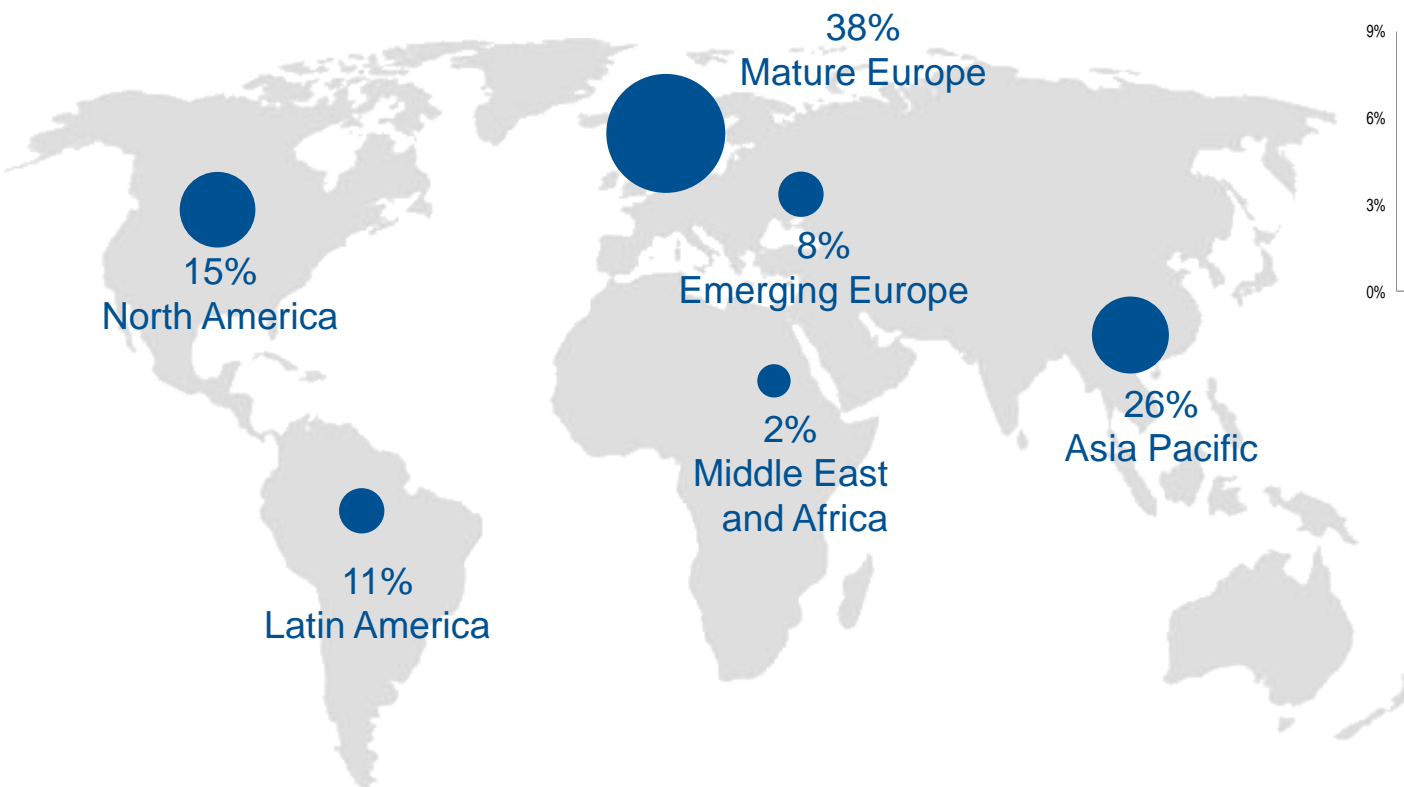 38%
Mature Europe
15%
North America
8%
Emerging Europe
26%
Asia Pacific
2%
Middle East
and Africa
11%
Latin America
9%
6%
3%
0%